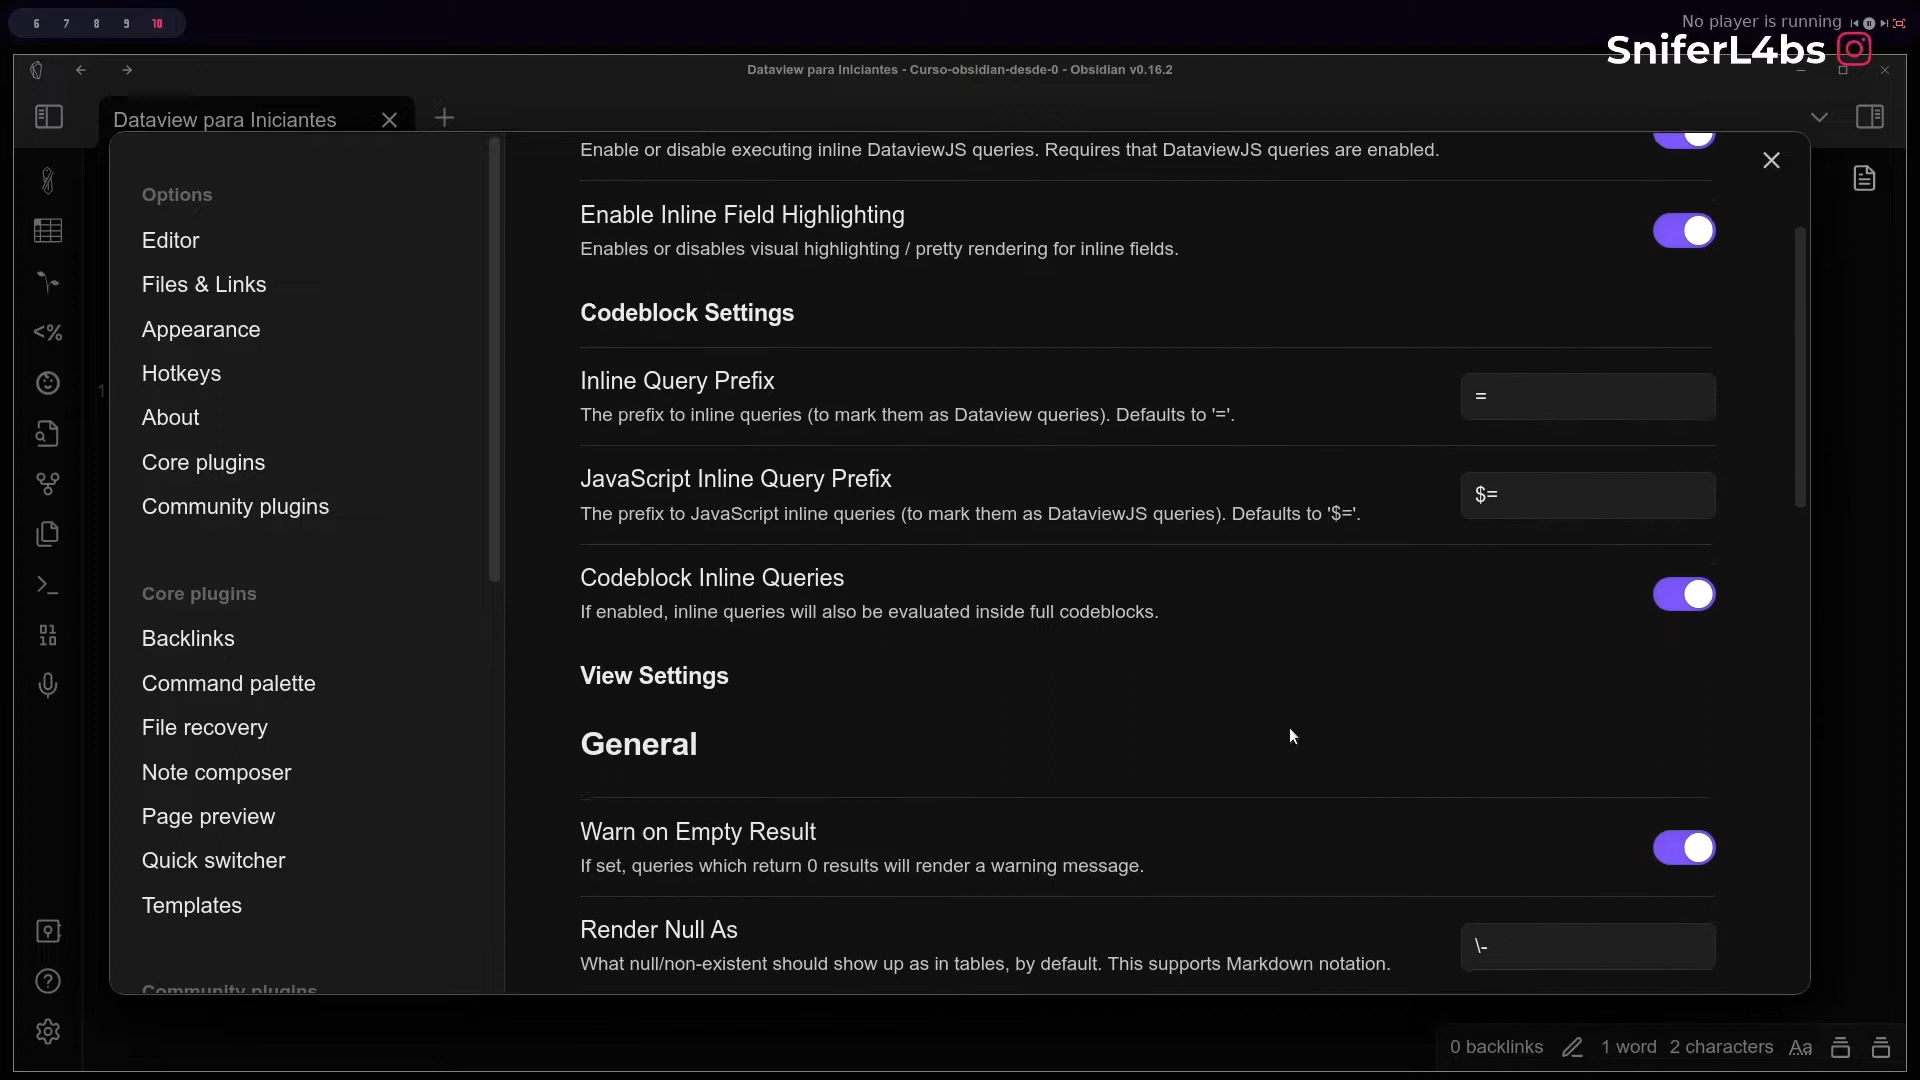 6 7 8 9 10
No player is running
SniferL4bs
Dataview para Iniciantes - Curso-obsidian-desde-0 - Obsidian v0.16.2
Dataview para Iniciantes
Options
Editor
Files & Links
Appearance
Hotkeys
About
Core plugins
Community plugins
Core plugins
Backlinks
Command palette
File recovery
Note composer
Page preview
Quick switcher
Templates
Community plugins
1
Enable or disable executing inline DataviewJS queries. Requires that DataviewJS queries are enabled.
Enable Inline Field Highlighting
Enables or disables visual highlighting / pretty rendering for inline fields.
Codeblock Settings
Inline Query Prefix
The prefix to inline queries (to mark them as Dataview queries). Defaults to '='.
=
JavaScript Inline Query Prefix
The prefix to JavaScript inline queries (to mark them as DataviewJS queries). Defaults to '$='.
$=
Codeblock Inline Queries
If enabled, inline queries will also be evaluated inside full codeblocks.
View Settings
General
Warn on Empty Result
If set, queries which return 0 results will render a warning message.
Render Null As
What null/non-existent should show up as in tables, by default. This supports Markdown notation.
\-
0 backlinks 1 word 2 characters Aa